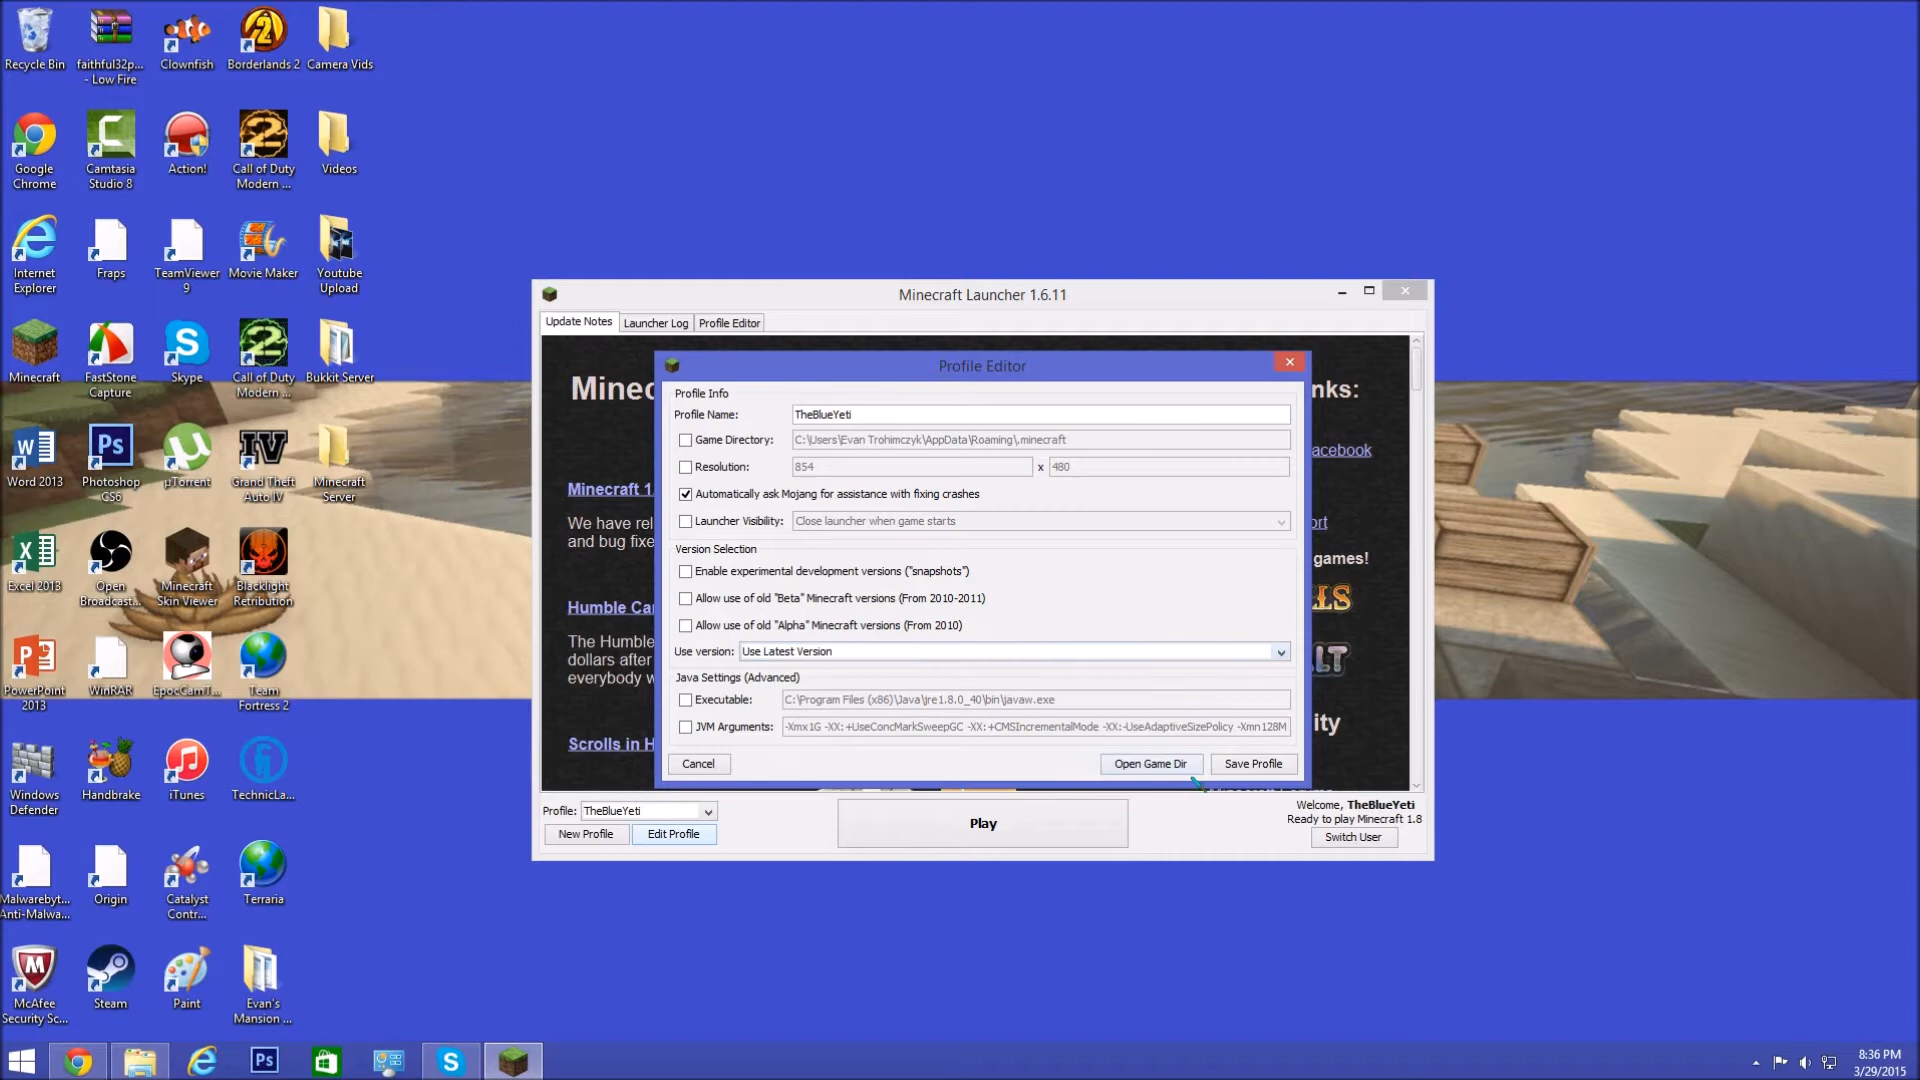 Recycle Bin
faithful32p...
- Low Fire
Clownfish
Borderlands 2
Camera Vids
Google
Chrome
Camtasia
Studio 8
Action!
Call of Duty
Modern ...
Videos
Internet
Explorer
Fraps
TeamViewer
9
Movie Maker
Youtube
Upload
Minecraft
FastStone
Capture
Skype
Call of Duty
Modern ...
Bukkit Server
Word 2013
Photoshop
CS6
µTorrent
Grand Theft
Auto IV
Minecraft
Server
Excel 2013
Open
Broadcast...
Minecraft
Skin Viewer
Blacklight
Retribution
PowerPoint
2013
WinRAR
EpocCamT...
Team
Fortress 2
Windows
Defender
Handbrake
iTunes
TechnicLa...
Malwarebyt...
Anti-Malwa...
Origin
Catalyst
Contr...
Terraria
McAfee
Security Sc...
Steam
Paint
Evan's
Mansion ...
Minecraft Launcher 1.6.11
Update Notes
Launcher Log
Profile Editor
Minec
nks:
Minecraft 1.
We have rel
and bug fixe
Humble Ca
The Humble
dollars after
everybody w
Scrolls in H
acebook
ort
games!
LLS
LT
ity
Profile Editor
Profile Info
Profile Name: TheBlueYeti
Game Directory: C:\Users\Evan Trohimczyk\AppData\Roaming\.minecraft
Resolution: 854 x 480
Automatically ask Mojang for assistance with fixing crashes
Launcher Visibility: Close launcher when game starts
Version Selection
Enable experimental development versions ("snapshots")
Allow use of old "Beta" Minecraft versions (From 2010-2011)
Allow use of old "Alpha" Minecraft versions (From 2010)
Use version: Use Latest Version
Java Settings (Advanced)
Executable: C:\Program Files (x86)\Java\jre1.8.0_40\bin\javaw.exe
JVM Arguments: -Xmx1G -XX:+UseConcMarkSweepGC -XX:+CMSIncrementalMode -XX:-UseAdaptiveSizePolicy -Xmn128M
Cancel
Open Game Dir
Save Profile
Profile: TheBlueYeti
New Profile
Edit Profile
Play
Welcome, TheBlueYeti
Ready to play Minecraft 1.8
Switch User
8:36 PM
3/29/2015